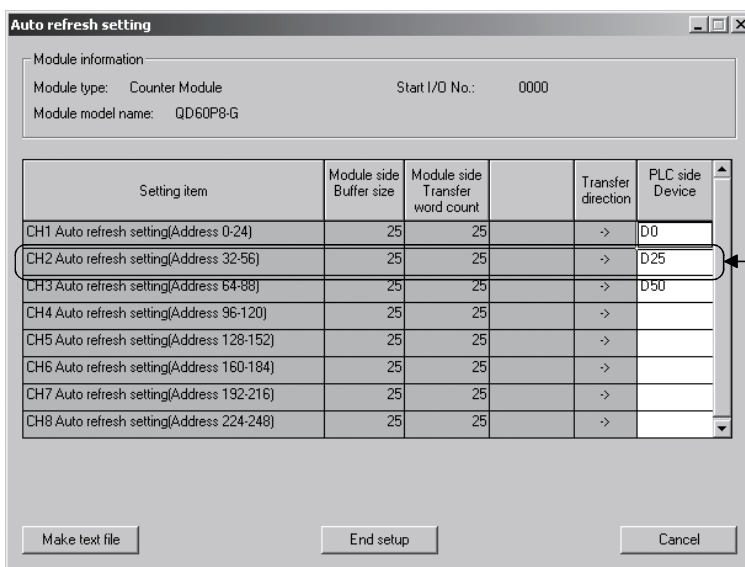 Auto refresh setting
Module information
Module type: Counter Module Start I/O No.: 0000
Module model name: QD60P8-G
Setting item Module side Buffer size Module side Transfer word count Transfer direction PLC side Device
CH1 Auto refresh setting(Address 0-24) 25 25 -> D0
CH2 Auto refresh setting(Address 32-56) 25 25 -> D25
CH3 Auto refresh setting(Address 64-88) 25 25 -> D50
CH4 Auto refresh setting(Address 96-120) 25 25 ->
CH5 Auto refresh setting(Address 128-152) 25 25 ->
CH6 Auto refresh setting(Address 160-184) 25 25 ->
CH7 Auto refresh setting(Address 192-216) 25 25 ->
CH8 Auto refresh setting(Address 224-248) 25 25 ->
Make text file End setup Cancel